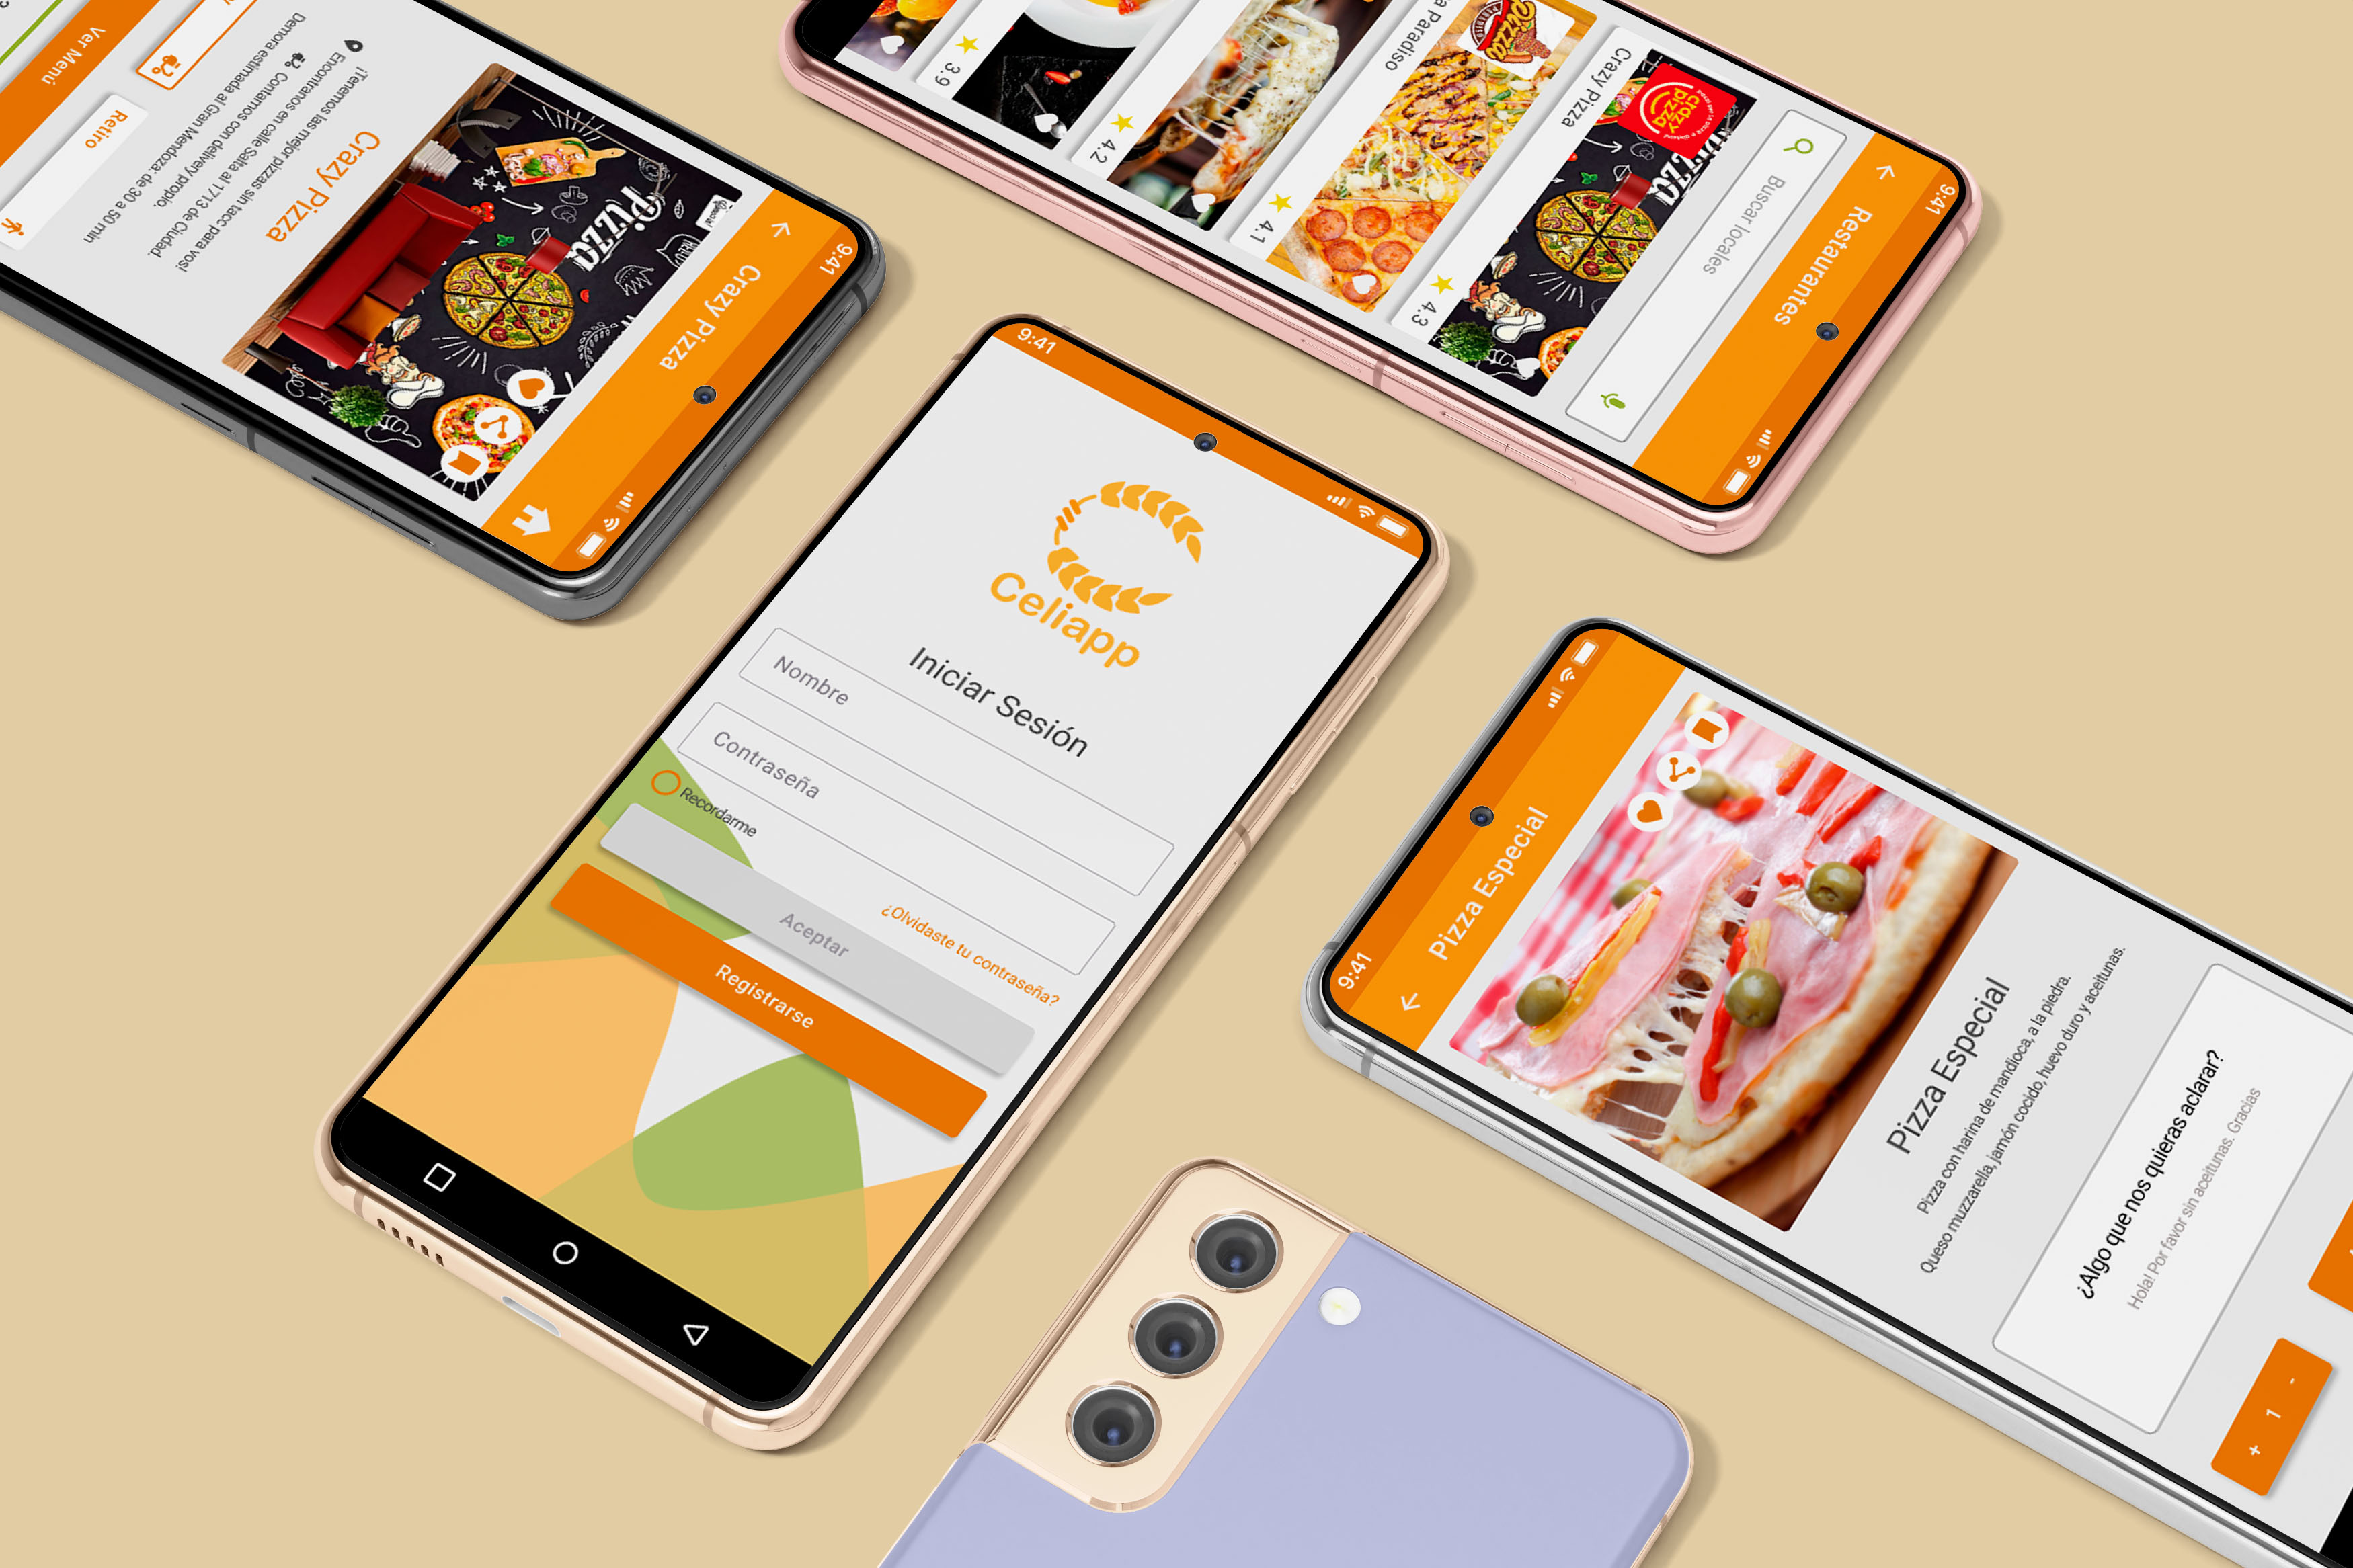 9:41
Crazy Pizza
Pizza
Crazy Pizza
¡Tenemos las mejor pizzas sin tacc para vos!
Encontranos en calle Salta al 1713 de Ciudad.
Contamos con delivery propio.
Demora estimada al Gran Mendoza: de 30 a 50 min
Retiro
Ver Menú
9:41
Restaurantes
Buscar locales
crazy pizza
Pizza
Crazy Pizza
4.3
Pizza
a Paradiso
4.1
4.2
3.9
9:41
Celiapp
Iniciar Sesión
Nombre
Contraseña
Recordarme
¿Olvidaste tu contraseña?
Aceptar
Registrarse
9:41
Pizza Especial
Pizza Especial
Pizza con harina de mandioca, a la piedra.
Queso muzzarella, jamón cocido, huevo duro y aceitunas.
¿Algo que nos quieras aclarar?
Hola! Por favor sin aceitunas. Gracias
- 1 +